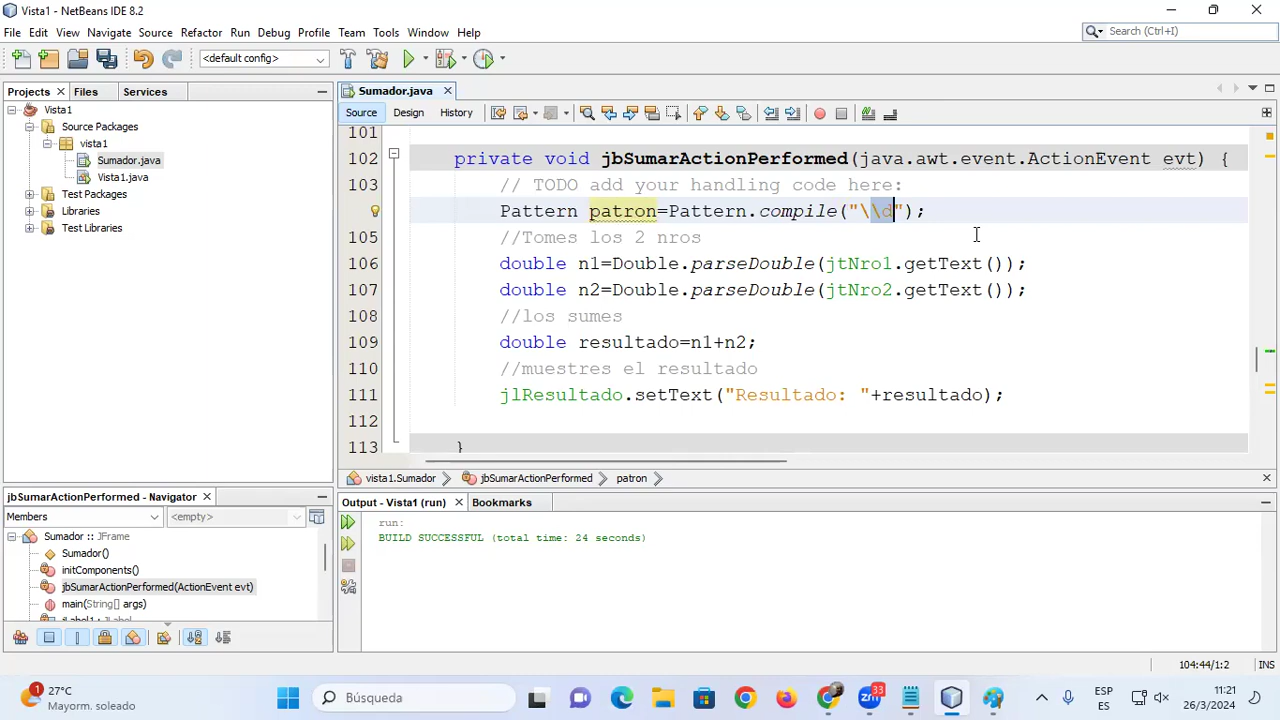 Vista1 - NetBeans IDE 8.2
File Edit View Navigate Source Refactor Run Debug Profile Team Tools Window Help
Search (Ctrl+I)
<default config>
Projects Files Services
Sumador.java
Source Design History
Vista1
Source Packages
vista1
Sumador.java
Vista1.java
Test Packages
Libraries
Test Libraries
101
102 private void jbSumarActionPerformed(java.awt.event.ActionEvent evt) {
103 // TODO add your handling code here:
Pattern patron=Pattern.compile("\\d");
105 //Tomes los 2 nros
106 double n1=Double.parseDouble(jtNro1.getText());
107 double n2=Double.parseDouble(jtNro2.getText());
108 //los sumes
109 double resultado=n1+n2;
110 //muestres el resultado
111 jlResultado.setText("Resultado: "+resultado);
112
113 }
vista1.Sumador jbSumarActionPerformed patron
jbSumarActionPerformed - Navigator
Members <empty>
Sumador :: JFrame
Sumador()
initComponents()
jbSumarActionPerformed(ActionEvent evt)
main(String[] args)
jLabel1 : JLabel
Output - Vista1 (run) Bookmarks
run:
BUILD SUCCESSFUL (total time: 24 seconds)
104:44/1:2 INS
1
27°C
Mayorm. soleado
Búsqueda
33
ESP
ES
11:21
26/3/2024